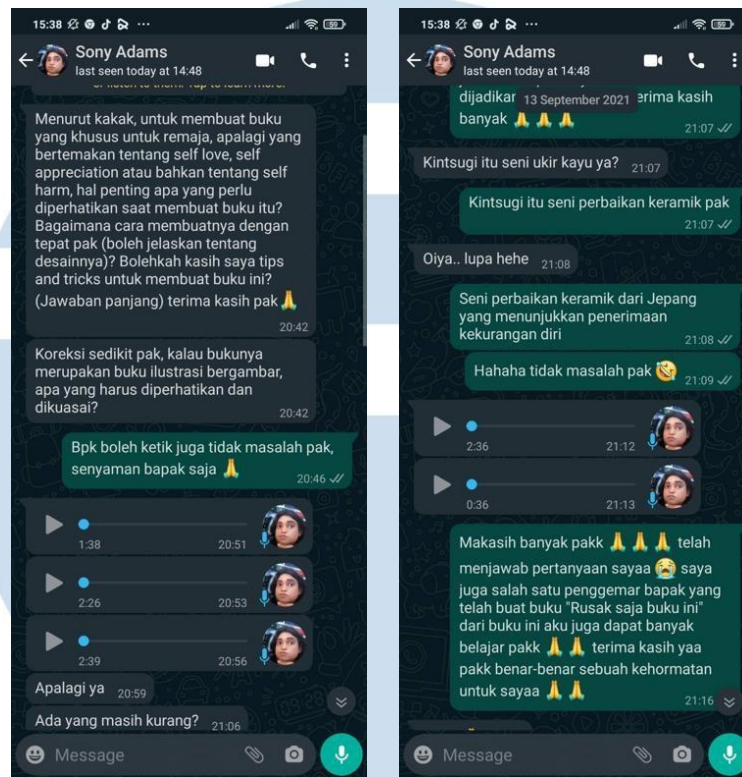 15:38
59
Sony Adams
last seen today at 14:48
Menurut kakak, untuk membuat buku
yang khusus untuk remaja, apalagi yang
bertemakan tentang self love, self
appreciation atau bahkan tentang self
harm, hal penting apa yang perlu
diperhatikan saat membuat buku itu?
Bagaimana cara membuatnya dengan
tepat pak (boleh jelaskan tentang
desainnya)? Bolehkah kasih saya tips
and tricks untuk membuat buku ini?
(Jawaban panjang) terima kasih pak🙏
20:42
Koreksi sedikit pak, kalau bukunya
merupakan buku ilustrasi bergambar,
apa yang harus diperhatikan dan
dikuasai?
20:42
Bpk boleh ketik juga tidak masalah pak,
senyaman bapak saja 🙏
20:46
1:38 20:51
2:26 20:53
2:39 20:56
Apalagi ya 20:59
Ada yang masih kurang? 21:06
Message
15:38
59
Sony Adams
last seen today at 14:48
13 September 2021
erima kasih
banyak 🙏 🙏 🙏
21:07
Kintsugi itu seni ukir kayu ya? 21:07
Kintsugi itu seni perbaikan keramik pak
21:07
Oiya.. lupa hehe 21:08
Seni perbaikan keramik dari Jepang
yang menunjukkan penerimaan
kekurangan diri
21:08
Hahaha tidak masalah pak 🤣 21:09
2:36 21:12
0:36 21:13
Makasih banyak pakk 🙏 🙏 🙏 telah
menjawab pertanyaan sayaa 😭 saya
juga salah satu penggemar bapak yang
telah buat buku "Rusak saja buku ini"
dari buku ini aku juga dapat banyak
belajar pakk 🙏 🙏 terima kasih yaa
pakk benar-benar sebuah kehormatan
untuk sayaa 🙏 🙏
21:16
Message